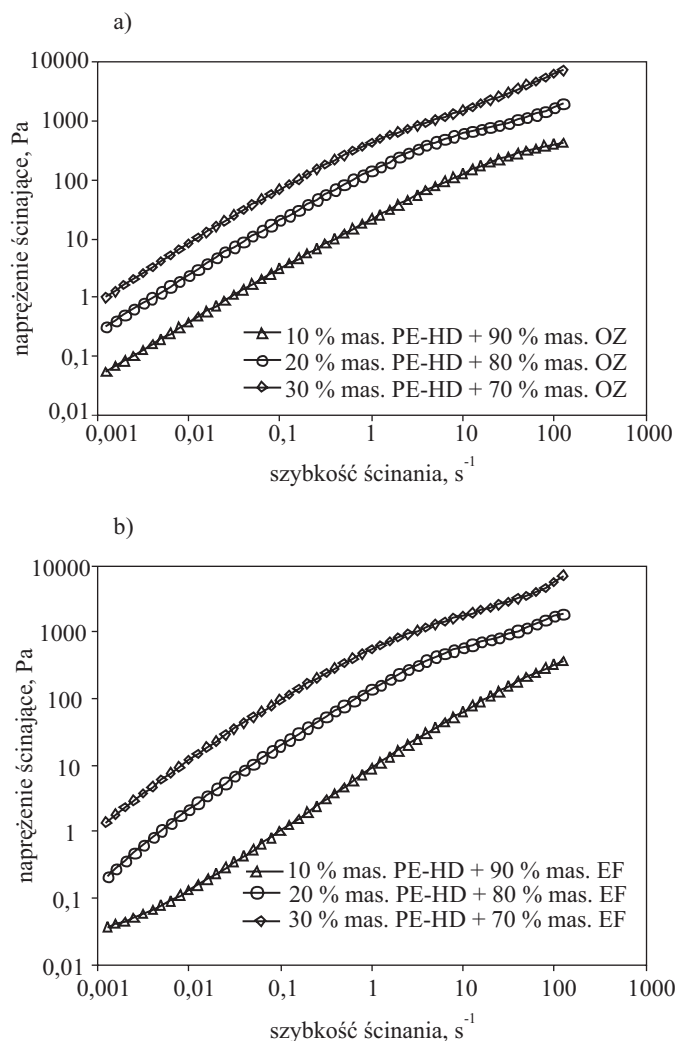 a)
10000
1000
100
10
1
0,1
0,01
naprężenie ścinające, Pa
10 % mas. PE-HD + 90 % mas. OZ
20 % mas. PE-HD + 80 % mas. OZ
30 % mas. PE-HD + 70 % mas. OZ
0,001 0,01 0,1 1 10 100 1000
szybkość ścinania, s⁻¹
b)
10000
1000
100
10
1
0,1
0,01
naprężenie ścinające, Pa
10 % mas. PE-HD + 90 % mas. EF
20 % mas. PE-HD + 80 % mas. EF
30 % mas. PE-HD + 70 % mas. EF
0,001 0,01 0,1 1 10 100 1000
szybkość ścinania, s⁻¹